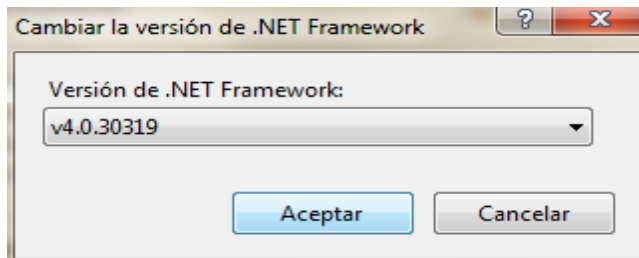 Cambiar la versión de .NET Framework
Versión de .NET Framework:
v4.0.30319
Aceptar
Cancelar